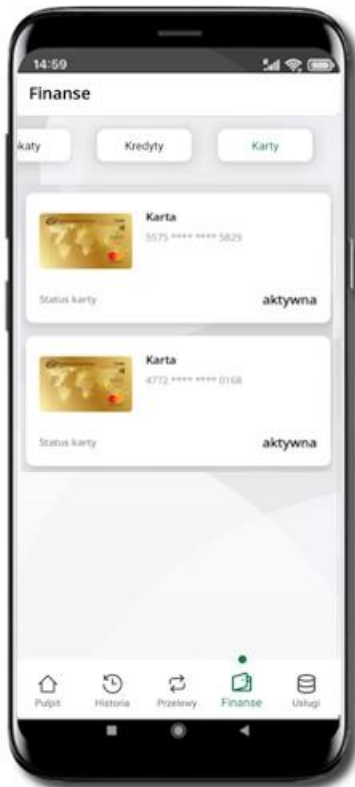 14:59
Finanse
katy
Kredyty
Karty
Karta
5575 **** **** 5829
Status karty
aktywna
Karta
4772 **** **** 0168
Status karty
aktywna
Pulpit
Historia
Przelewy
Finanse
Usługi